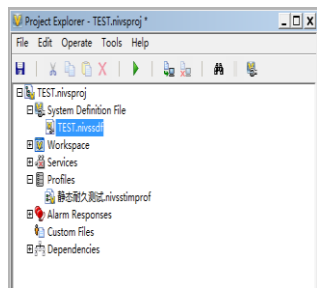 Project Explorer - TEST.nivsproj *
File Edit Operate Tools Help
TEST.nivsproj
System Definition File
TEST.nivssdf
Workspace
Services
Profiles
静态耐久测试.nivsstimprof
Alarm Responses
Custom Files
Dependencies